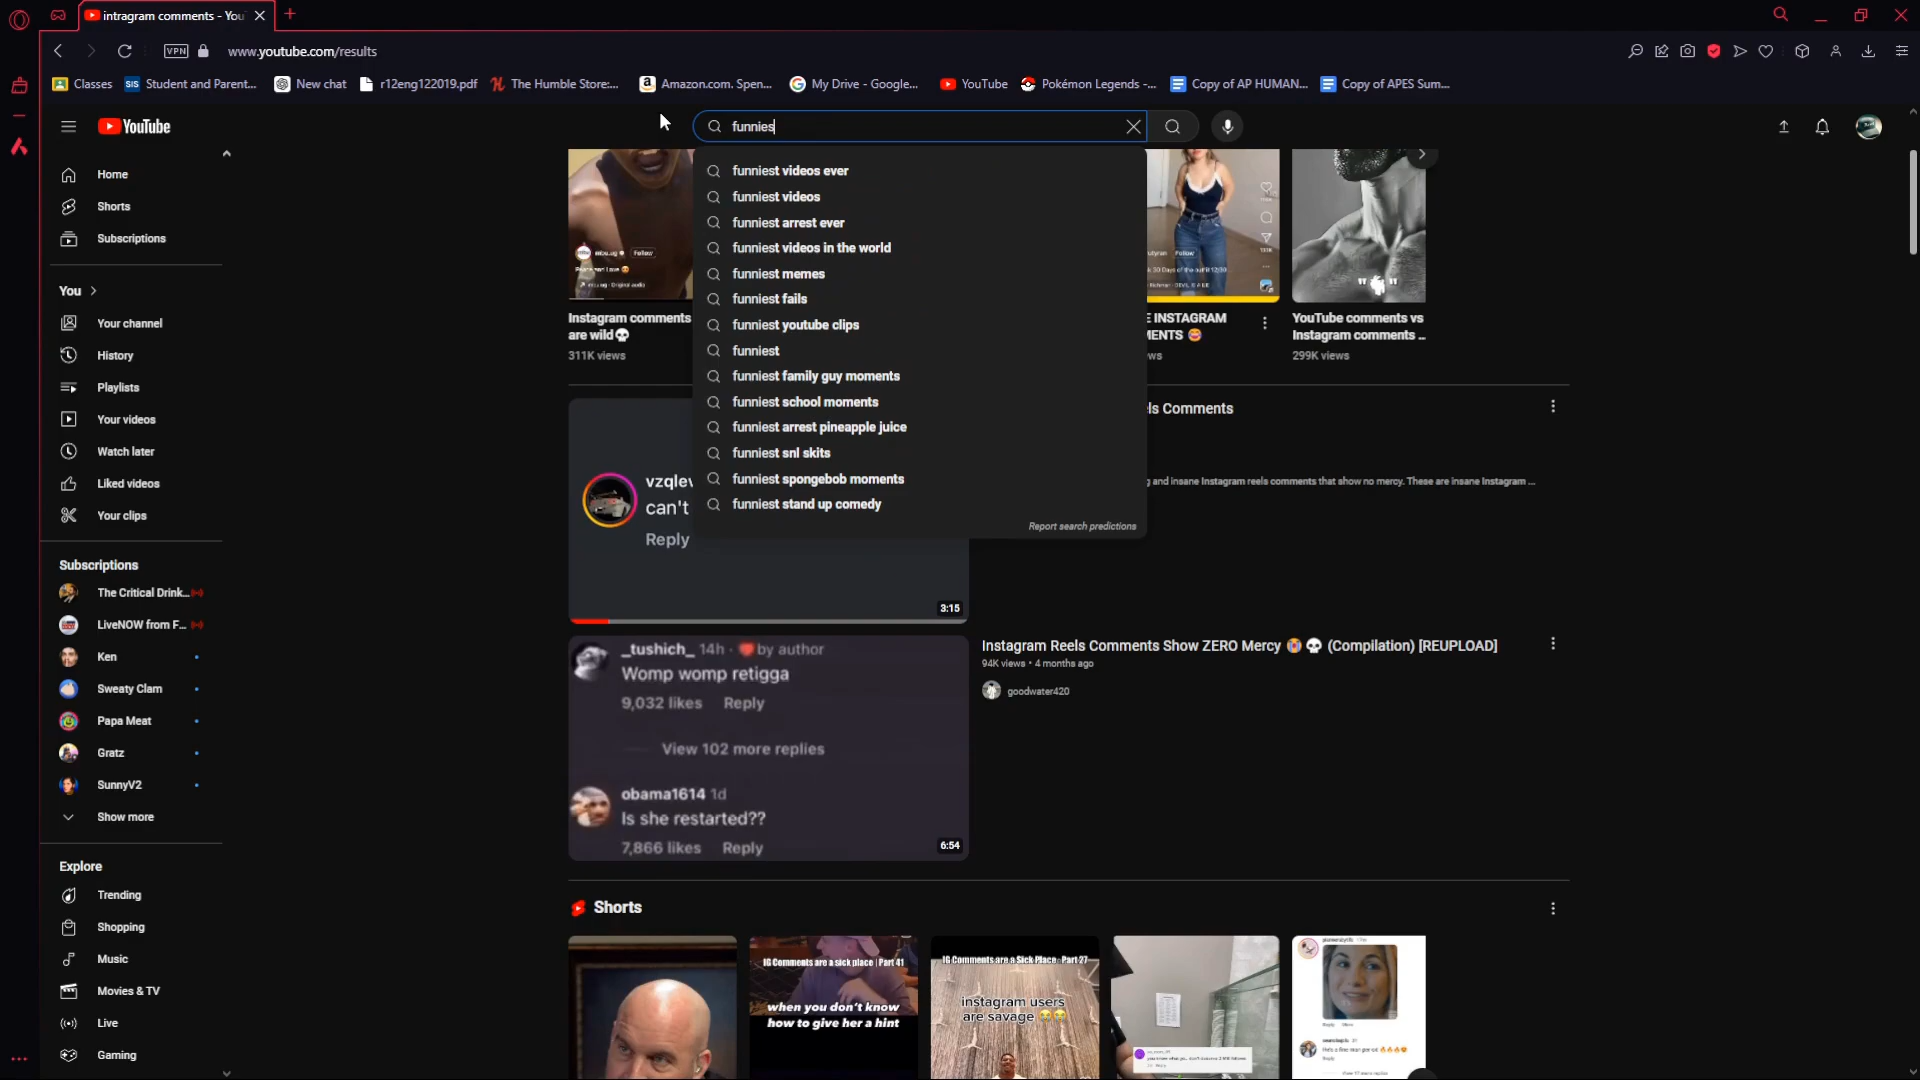 intragram comments - You
VPN
www.youtube.com/results
Classes
SIS Student and Parent...
New chat
r12eng122019.pdf
The Humble Store:...
Amazon.com. Spen...
My Drive - Google...
YouTube
Pokémon Legends -...
Copy of AP HUMAN...
Copy of APES Sum...
YouTube
funnies
Home
Shorts
Subscriptions
You
Your channel
History
Playlists
Your videos
Watch later
Liked videos
Your clips
Subscriptions
The Critical Drink...
LiveNOW from F...
Ken
Sweaty Clam
Papa Meat
Gratz
SunnyV2
Show more
Explore
Trending
Shopping
Music
Movies & TV
Live
Gaming
funniest videos ever
funniest videos
funniest arrest ever
funniest videos in the world
funniest memes
funniest fails
funniest youtube clips
funniest
funniest family guy moments
funniest school moments
funniest arrest pineapple juice
funniest snl skits
funniest spongebob moments
funniest stand up comedy
Report search predictions
Follow
Original audio
Instagram comments
are wild💀
311K views
Follow
E INSTAGRAM
MENTS 😂
ws
YouTube comments vs
Instagram comments ...
299K views
els Comments
g and insane Instagram reels comments that show no mercy. These are insane Instagram ...
vzqlev
can't
Reply
3:15
_tushich_ 14h · ❤️by author
Womp womp retigga
9,032 likes Reply
View 102 more replies
obama1614 1d
Is she restarted??
7,866 likes Reply
6:54
Instagram Reels Comments Show ZERO Mercy 😭💀 (Compilation) [REUPLOAD]
94K views • 4 months ago
goodwater420
Shorts
IG Comments are a sick place | Part 41
when you don't know
how to give her a hint
IG Comments are a Sick Place - Part 27
instagram users
are savage 😭😭